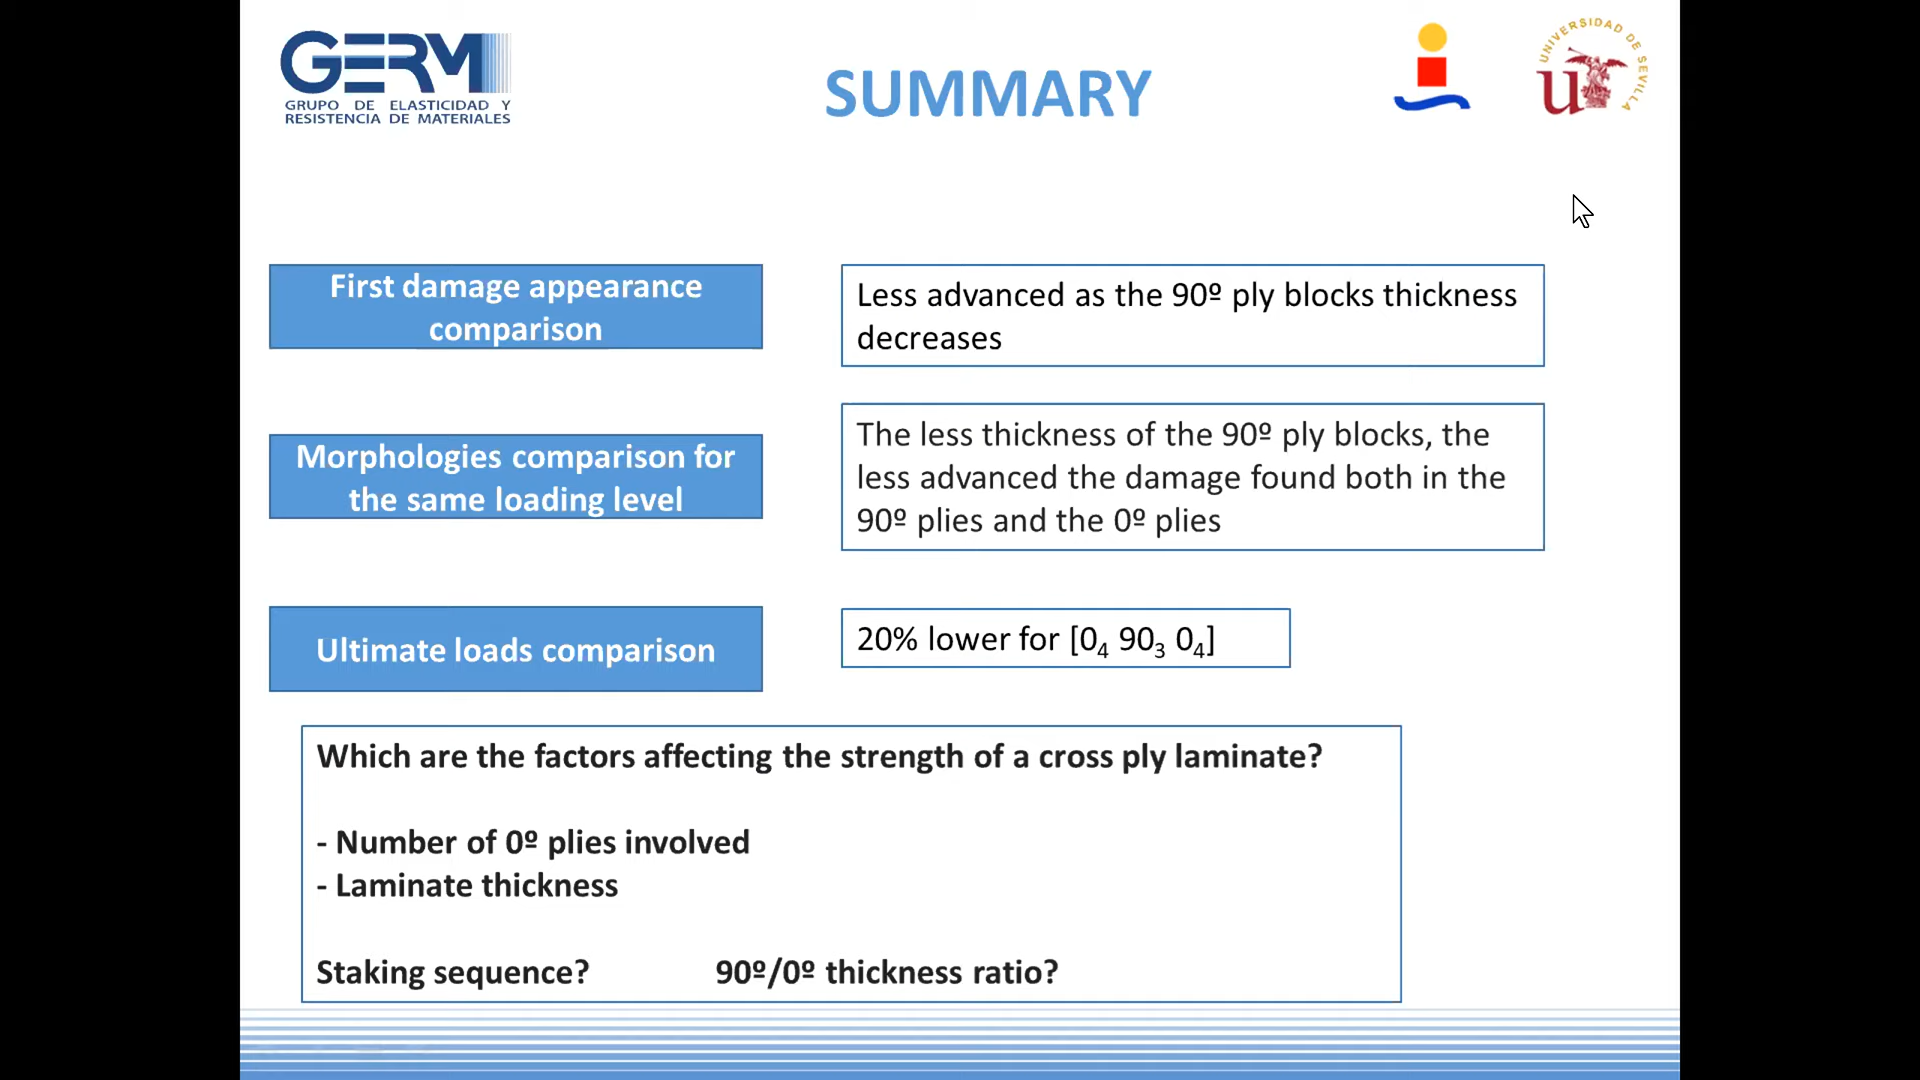 GERM
GRUPO DE ELASTICIDAD Y
RESISTENCIA DE MATERIALES
SUMMARY
UNIVERSIDAD DE SEVILLA
First damage appearance
comparison
Less advanced as the 90º ply blocks thickness
decreases
Morphologies comparison for
the same loading level
The less thickness of the 90º ply blocks, the
less advanced the damage found both in the
90º plies and the 0º plies
Ultimate loads comparison
20% lower for [0₄ 90₃ 0₄]
Which are the factors affecting the strength of a cross ply laminate?
- Number of 0º plies involved
- Laminate thickness
Staking sequence? 90º/0º thickness ratio?